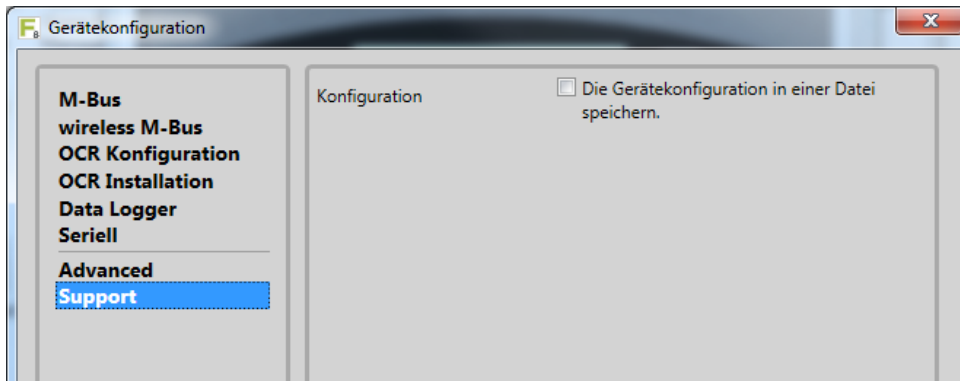 Gerätekonfiguration
M-Bus
wireless M-Bus
OCR Konfiguration
OCR Installation
Data Logger
Seriell
Advanced
Support
Konfiguration
Die Gerätekonfiguration in einer Datei
speichern.